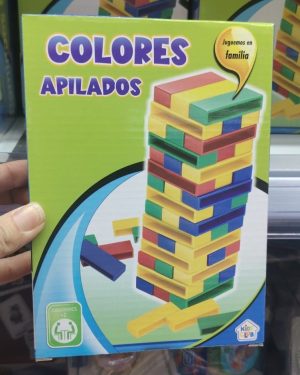 COLORES
APILADOS
Juguemos en
familia